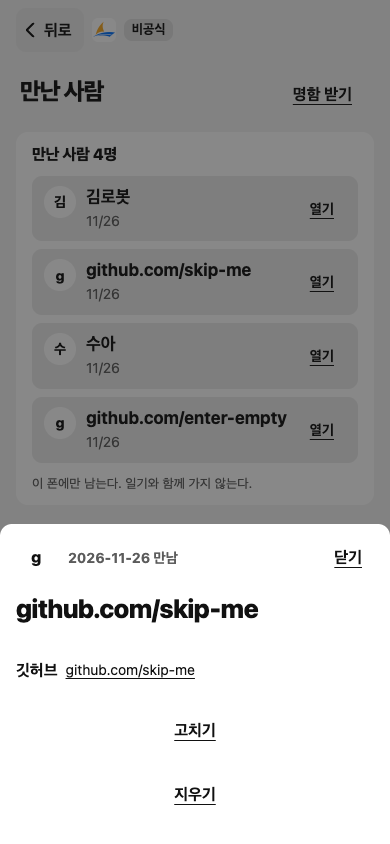 뒤로
비공식
만난 사람
명함 받기
만난 사람 4명
김
김로봇
11/26
열기
g
github.com/skip-me
11/26
열기
수
수아
11/26
열기
g
github.com/enter-empty
11/26
열기
이 폰에만 남는다. 일기와 함께 가지 않는다.
g
2026-11-26 만남
닫기
github.com/skip-me
깃허브 github.com/skip-me
고치기
지우기